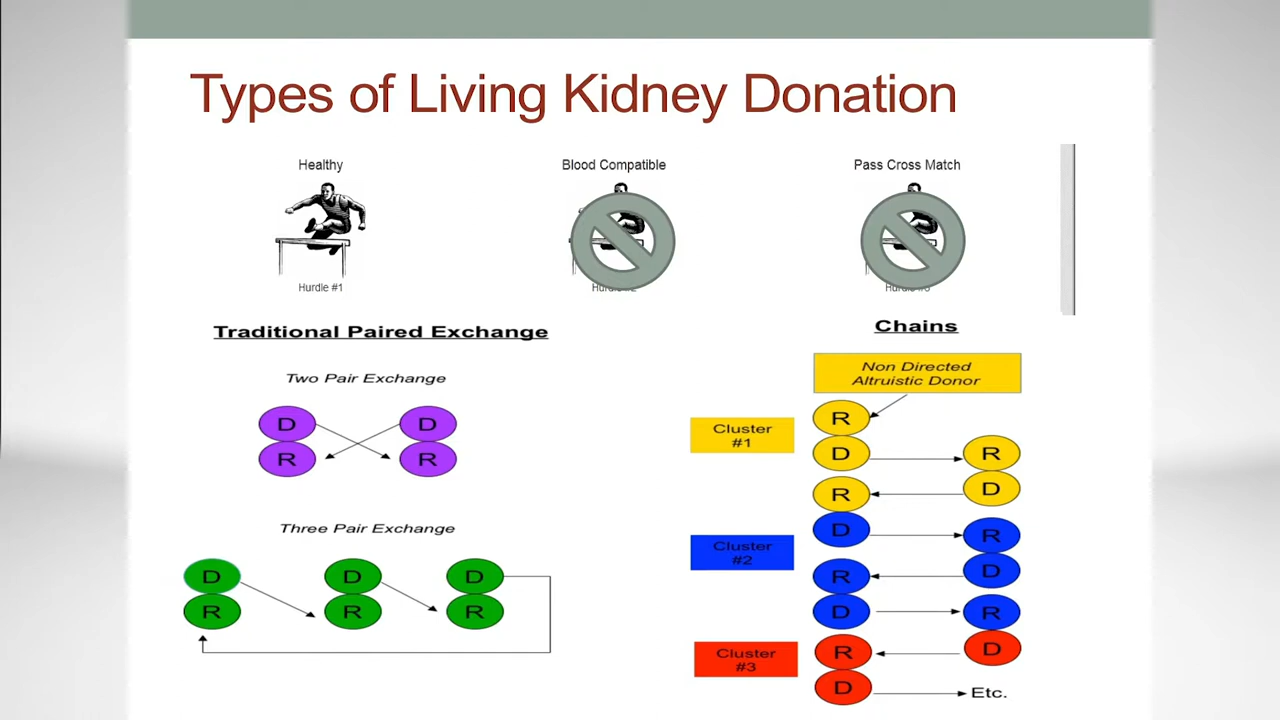 Types of Living Kidney Donation
Healthy
Blood Compatible
Pass Cross Match
Hurdle #1
Traditional Paired Exchange
Two Pair Exchange
D
D
R
R
Three Pair Exchange
D
D
D
R
R
R
Chains
Non Directed
Altruistic Donor
Cluster
#1
R
D
R
R
D
Cluster
#2
D
R
R
D
D
R
Cluster
#3
R
D
D
Etc.